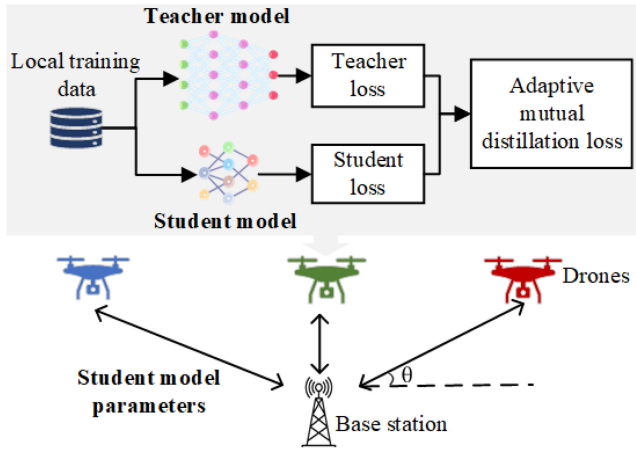 Teacher model
Local training
data
Teacher
loss
Adaptive
mutual
distillation loss
Student
loss
Student model
Drones
Student model
parameters
θ
Base station